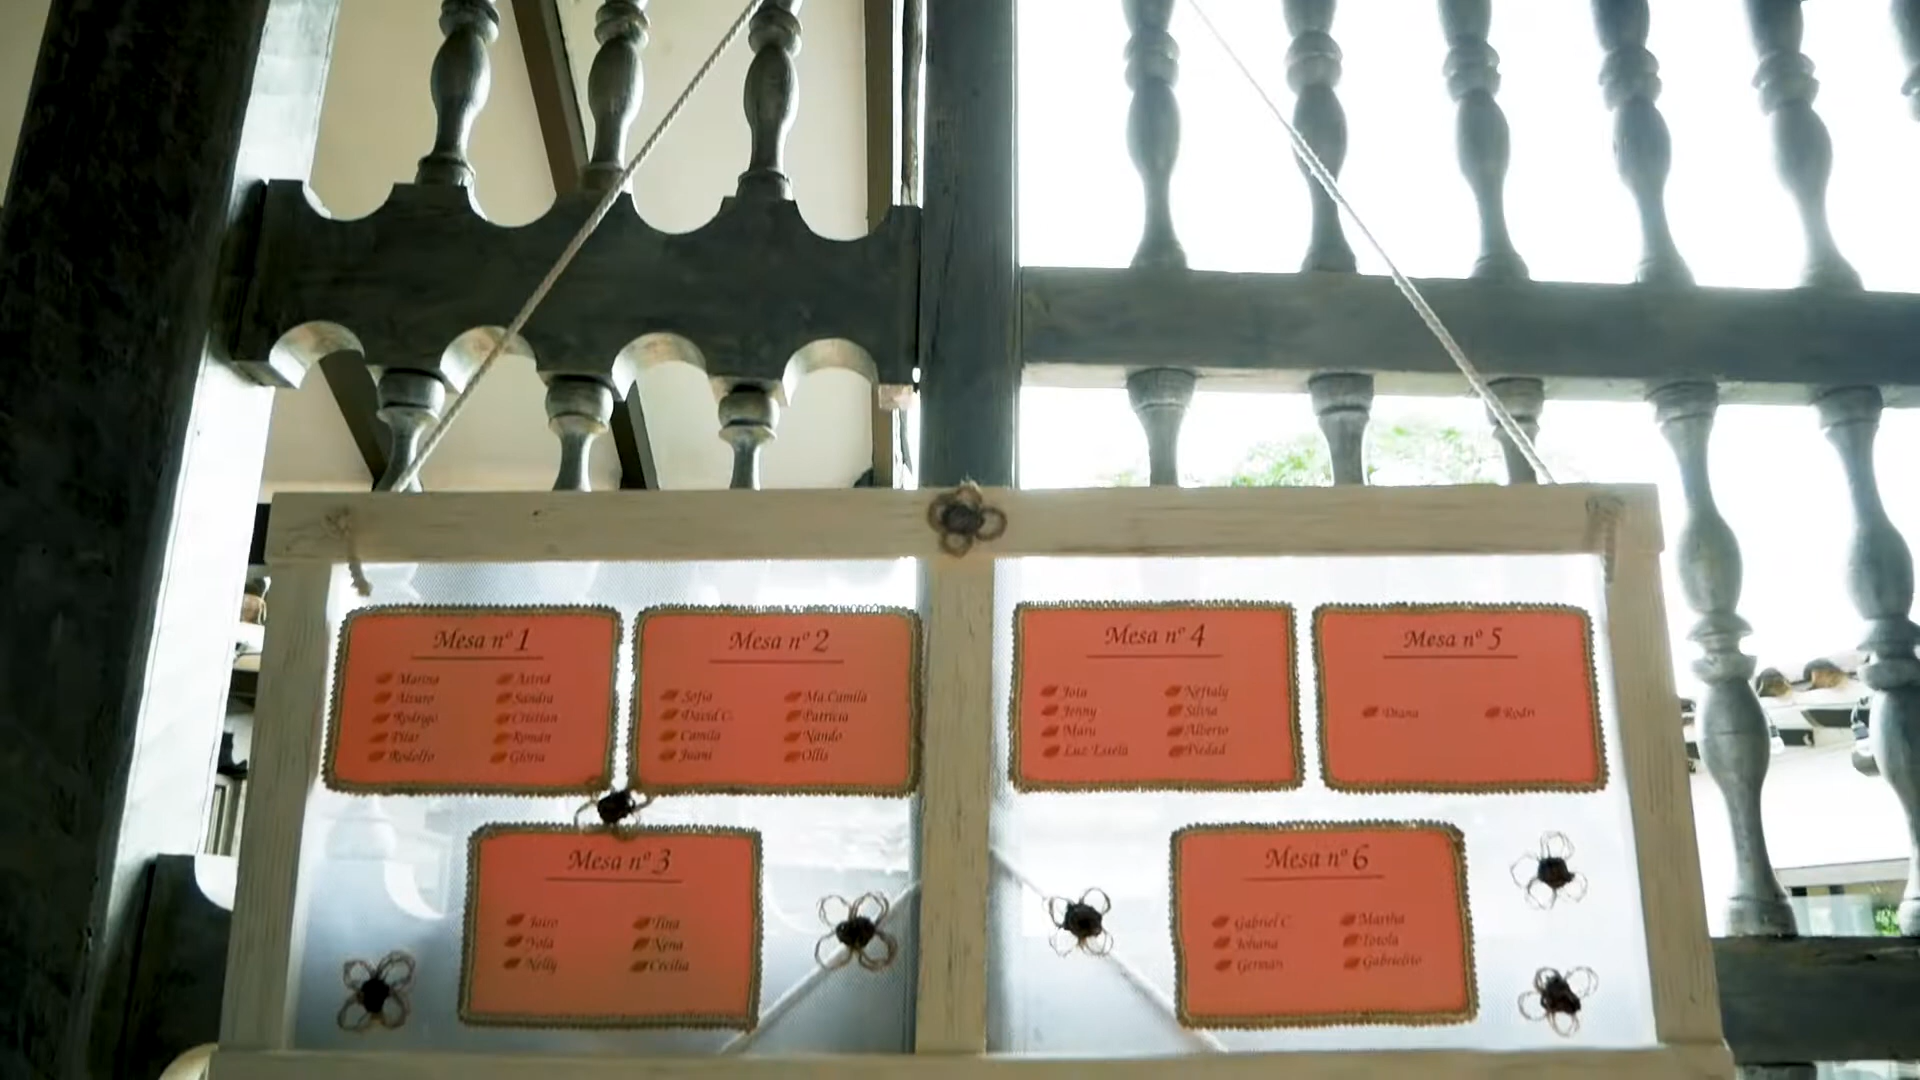 Mesa nº 1
Marina Astrid
Alvaro Sandra
Rodrigo Cristian
Pilar Román
Rodolfo Gloria
Mesa nº 2
Sofia Ma Camila
David C. Patricia
Camila Nando
Juani Ollis
Mesa nº 3
Jairo Tina
Yola Nena
Nelly Cecilia
Mesa nº 4
Neftaly
Jenny Silvia
Maru Alberto
Luz Estela Piedad
Mesa nº 5
Diana Rodri
Mesa nº 6
Gabriel C. Martha
Johana Totola
German Gabrielito